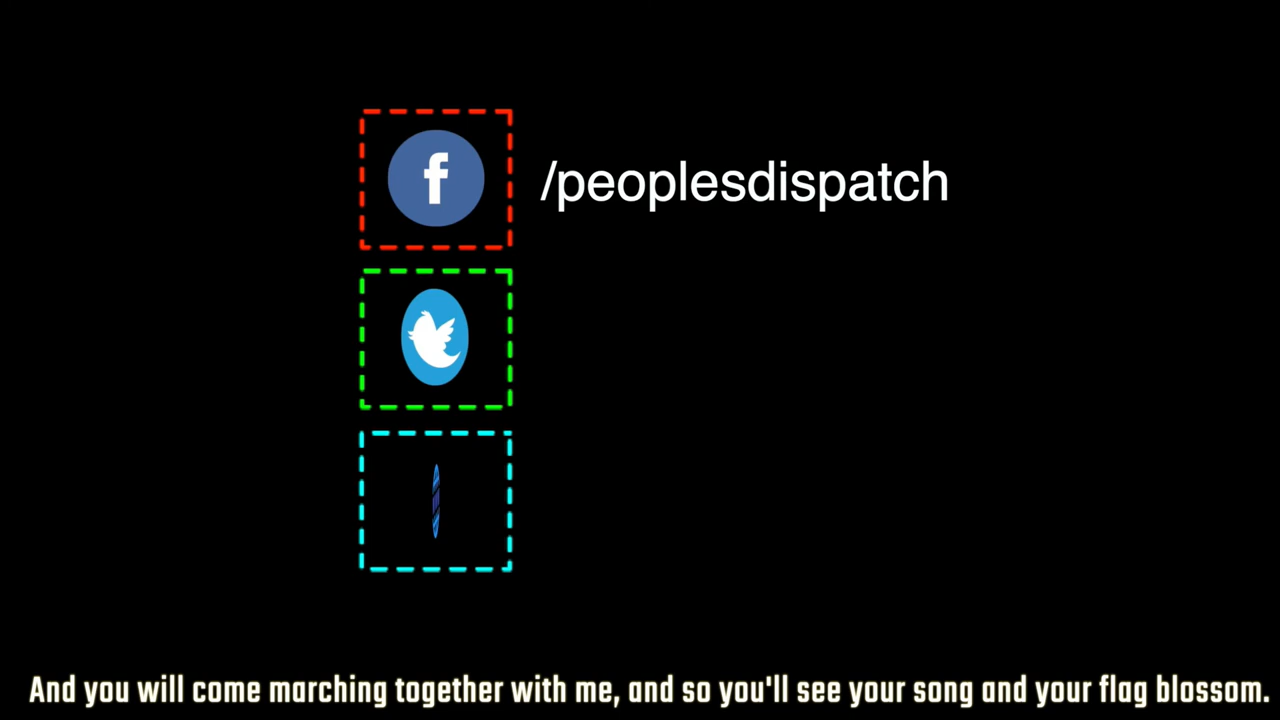 f
/peoplesdispatch
And you will come marching together with me, and so you'll see your song and your flag blossom.